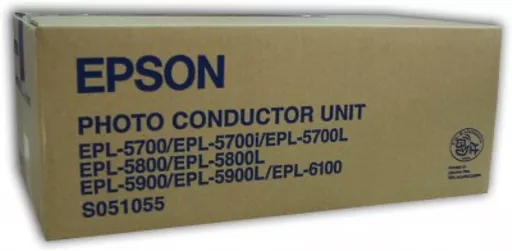 EPSON
PHOTO CONDUCTOR UNIT
EPL-5700/EPL-5700i/EPL-5700L
EPL-5800/EPL-5800L
EPL-5900/EPL-5900L/EPL-6100
S051055